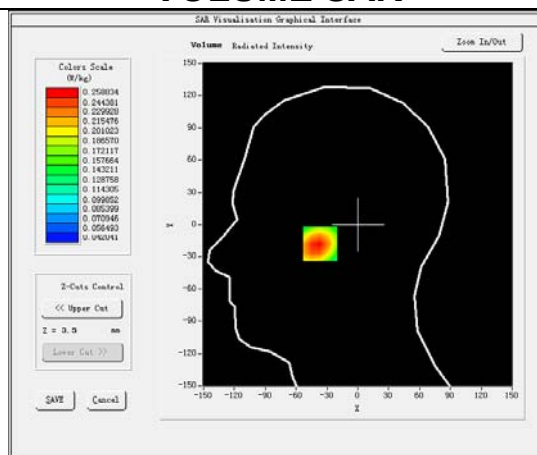 VOLUME SAR
SAR Visualisation Graphical Interface
Volume Radiated Intensity
Zoom In/Out
Colors Scale
(W/kg)
0.258834
0.244381
0.229928
0.215476
0.201023
0.186570
0.172117
0.157664
0.143211
0.128758
0.114305
0.099852
0.085399
0.070946
0.056493
0.042041
Z-Cuts Control
<< Upper Cut
Z = 3.5 mm
Lower Cut >>
SAVE Cancel
150
120
90
60
30
0
-30
-60
-90
-120
-150
Y
-150 -120 -90 -60 -30 0 30 60 90 120 150
X